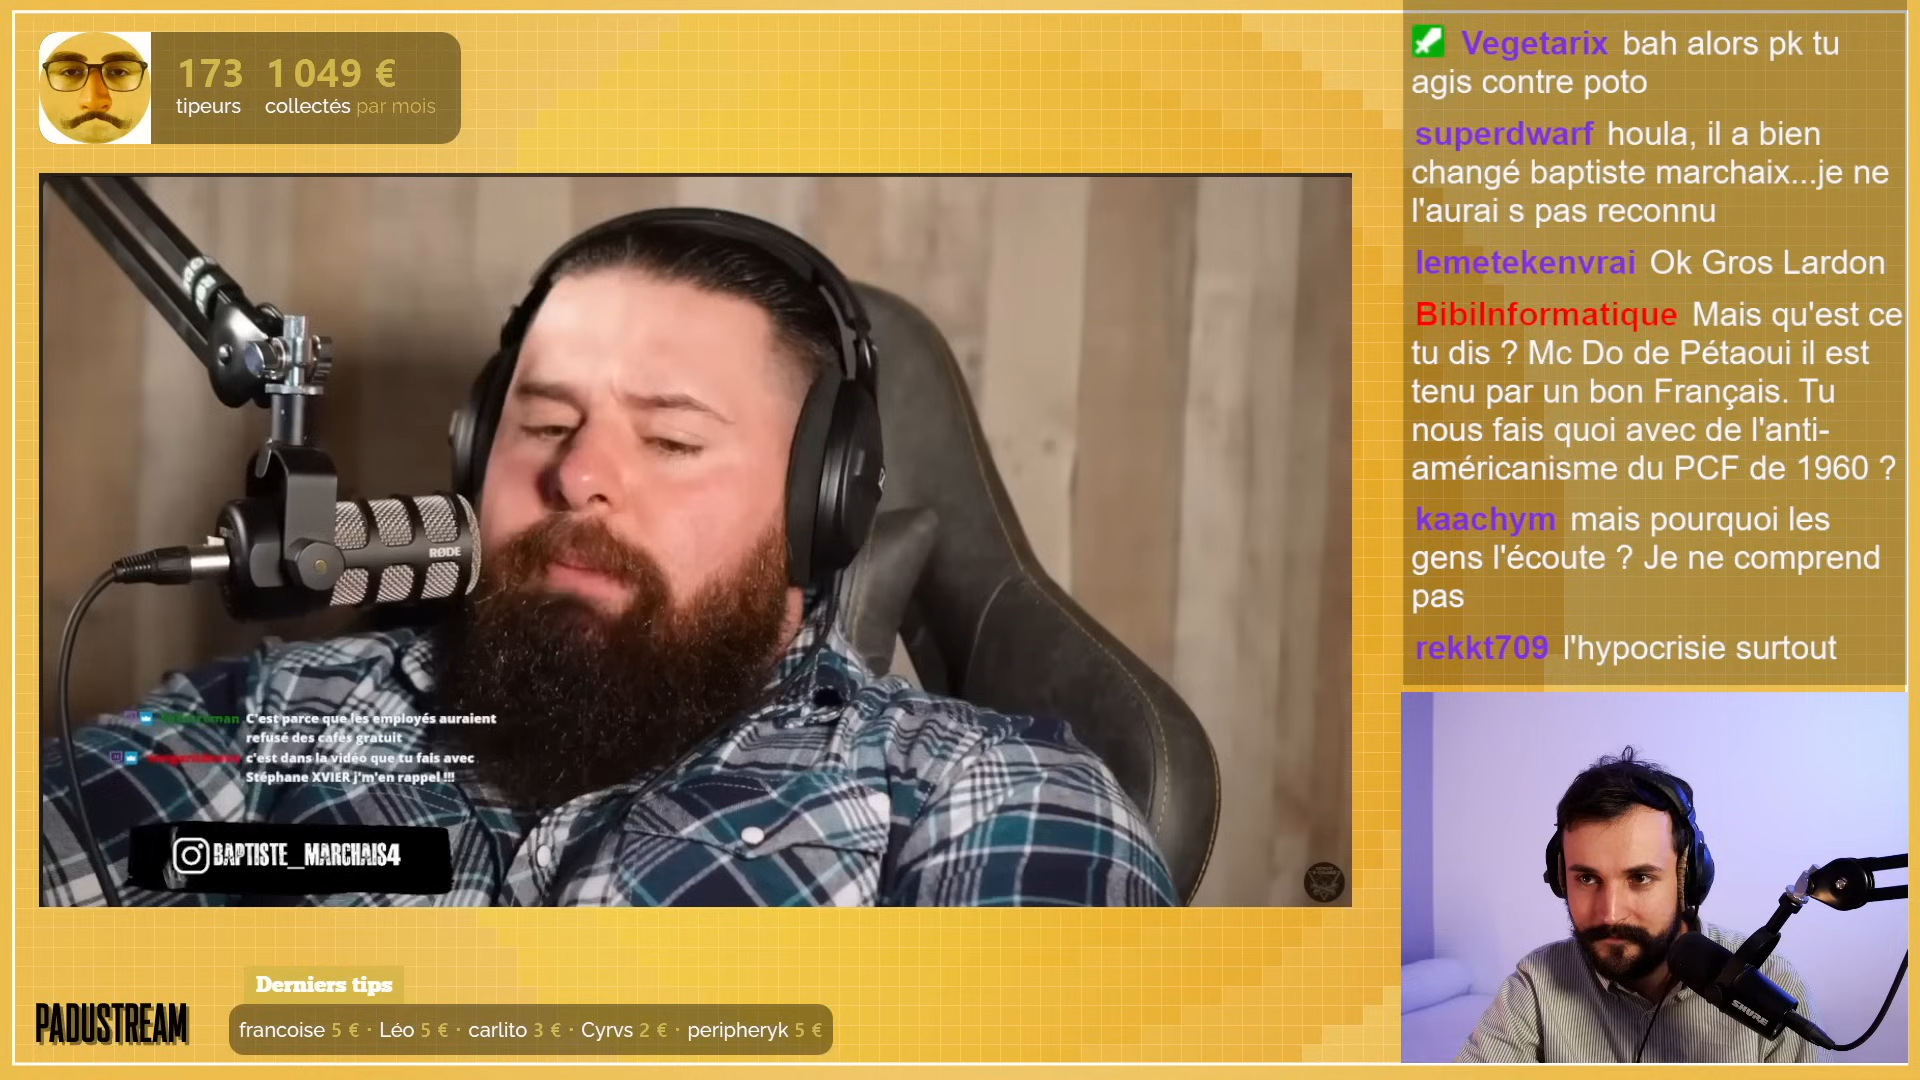 173 1 049 €
tipeurs collectés par mois
RØDE
C'est parce que les employés auraient
refusé des cafés gratuit
c'est dans la vidéo que tu fais avec
Stéphane XVIER j'm'en rappel !!!
BAPTISTE_MARCHAIS4
Derniers tips
PADUSTREAM
francoise 5 € · Léo 5 € · carlito 3 € · Cyrvs 2 € · peripheryk 5 €
Vegetarix bah alors pk tu
agis contre poto
superdwarf houla, il a bien
changé baptiste marchaix...je ne
l'aurai s pas reconnu
lemetekenvrai Ok Gros Lardon
BibiInformatique Mais qu'est ce
tu dis ? Mc Do de Pétaoui il est
tenu par un bon Français. Tu
nous fais quoi avec de l'anti-
américanisme du PCF de 1960 ?
kaachym mais pourquoi les
gens l'écoute ? Je ne comprend
pas
rekkt709 l'hypocrisie surtout
SHURE